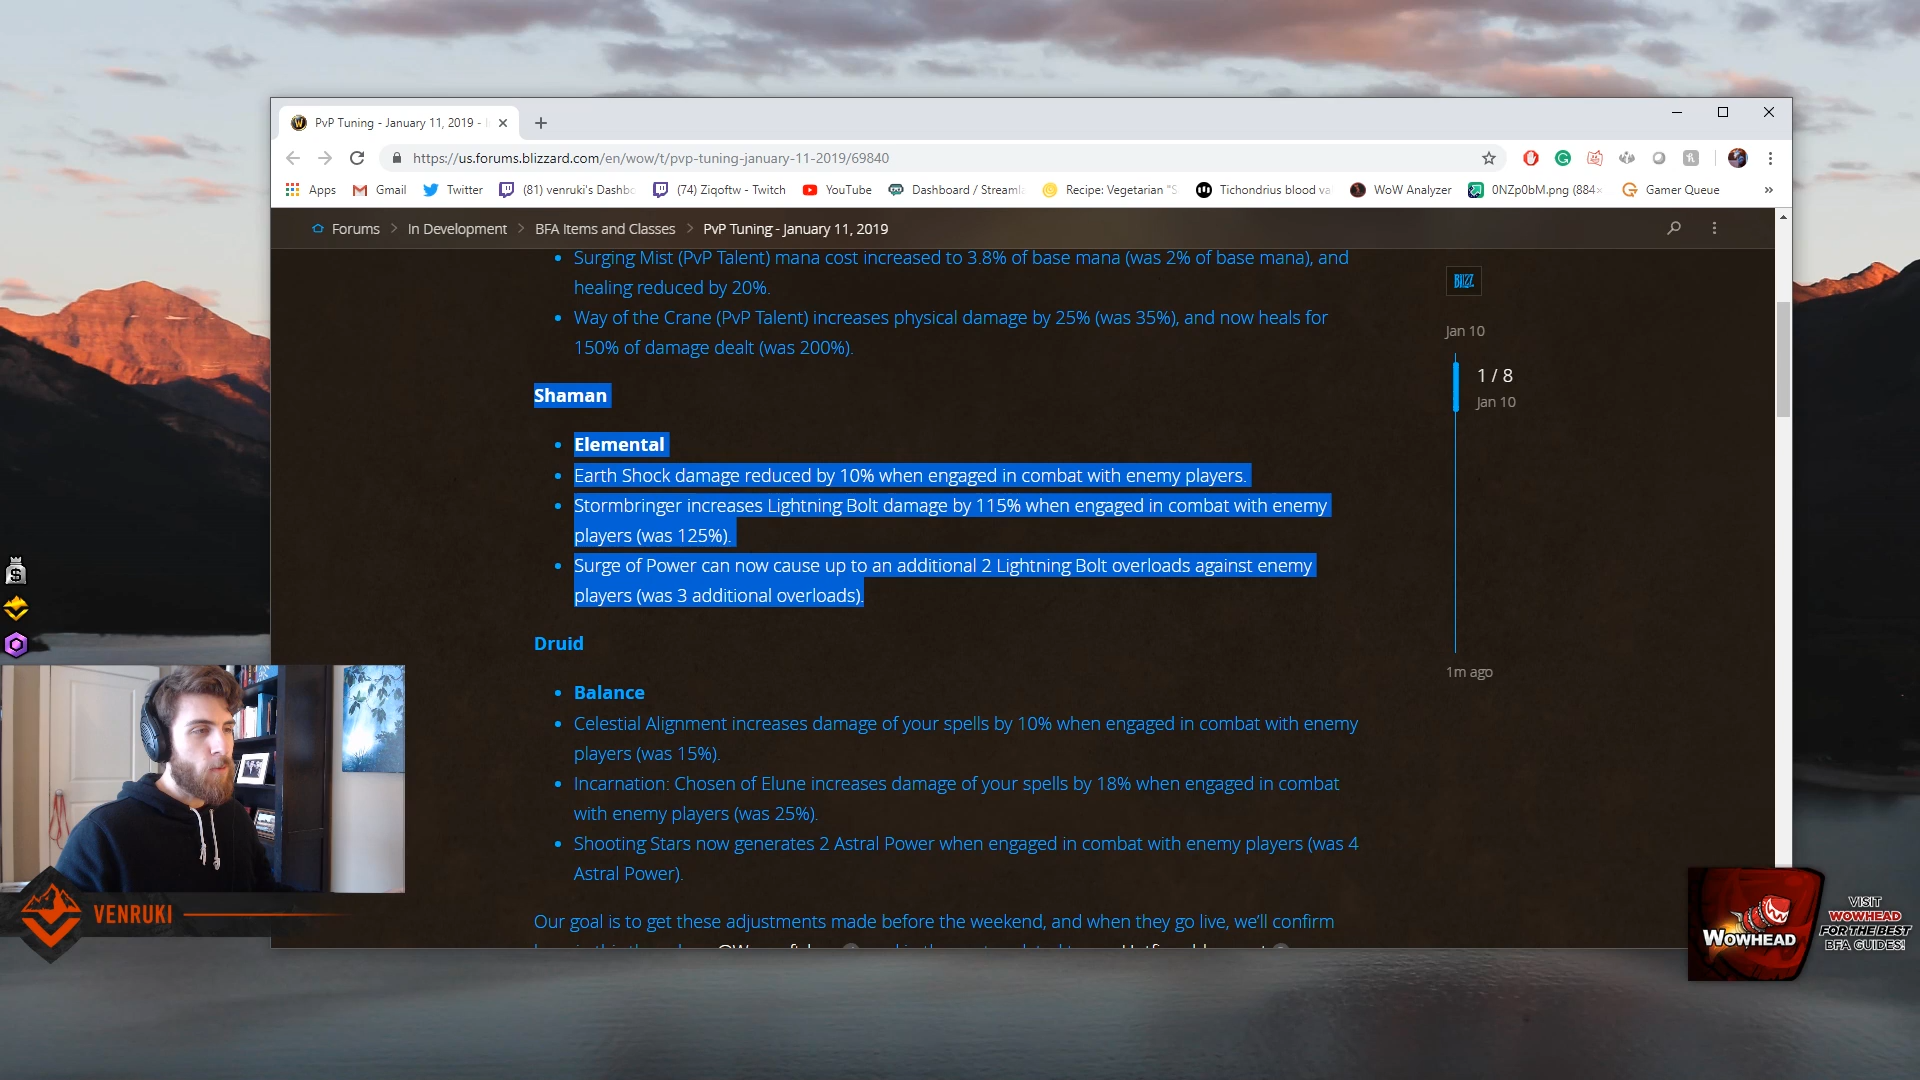 PvP Tuning - January 11, 2019 -
https://us.forums.blizzard.com/en/wow/t/pvp-tuning-january-11-2019/69840
Apps Gmail Twitter (81) venruki's Dashbo (74) Ziqoftw - Twitch YouTube Dashboard / Streamla Recipe: Vegetarian "S Tichondrius blood va WoW Analyzer 0NZp0bM.png (884× Gamer Queue »
Forums > In Development > BFA Items and Classes > PvP Tuning - January 11, 2019
Surging Mist (PvP Talent) mana cost increased to 3.8% of base mana (was 2% of base mana), and
healing reduced by 20%.
Way of the Crane (PvP Talent) increases physical damage by 25% (was 35%), and now heals for
150% of damage dealt (was 200%).
Shaman
Elemental
Earth Shock damage reduced by 10% when engaged in combat with enemy players.
Stormbringer increases Lightning Bolt damage by 115% when engaged in combat with enemy
players (was 125%).
Surge of Power can now cause up to an additional 2 Lightning Bolt overloads against enemy
players (was 3 additional overloads).
Druid
Balance
Celestial Alignment increases damage of your spells by 10% when engaged in combat with enemy
players (was 15%).
Incarnation: Chosen of Elune increases damage of your spells by 18% when engaged in combat
with enemy players (was 25%).
Shooting Stars now generates 2 Astral Power when engaged in combat with enemy players (was 4
Astral Power).
Our goal is to get these adjustments made before the weekend, and when they go live, we'll confirm
BLIZZ
Jan 10
1 / 8
Jan 10
1m ago
VENRUKI
WOWHEAD
VISIT
WOWHEAD
FOR THE BEST
BFA GUIDES!